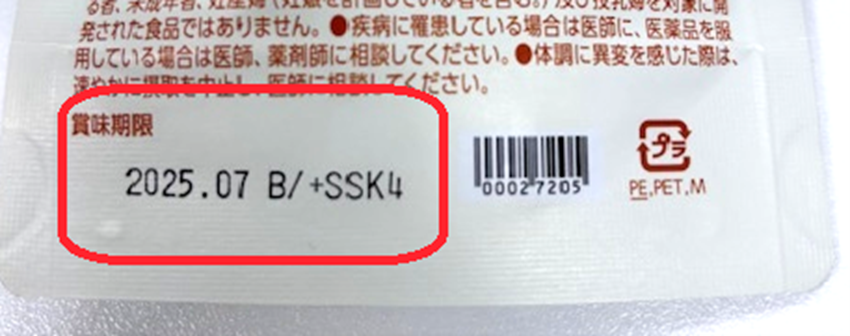 る者、未成年者、妊産婦(妊娠を計画している者を含む。)及び授乳婦を対象に開
発された食品ではありません。●疾病に罹患している場合は医師に、医薬品を服
用している場合は医師、薬剤師に相談してください。●体調に異変を感じた際は、
速やかに摂取を中止し、医師に相談してください。
賞味期限
2025.07 B/+SSK4
00027205
プラ
PE,PET,M